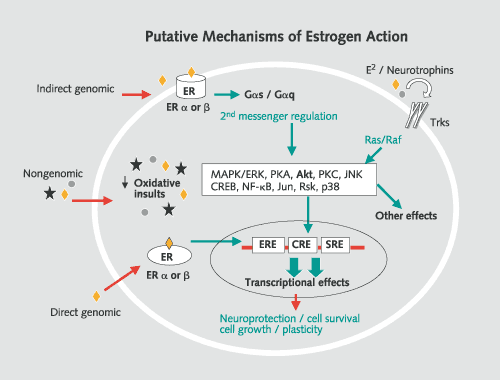 Putative Mechanisms of Estrogen Action
E2 / Neurotrophins
Indirect genomic
ER
ER α or β
Gαs / Gαq
2nd messenger regulation
Trks
Ras/Raf
Nongenomic
Oxidative
insults
MAPK/ERK, PKA, Akt, PKC, JNK
CREB, NF-κB, Jun, Rsk, p38
Other effects
ER
ER α or β
ERE
CRE
SRE
Transcriptional effects
Direct genomic
Neuroprotection / cell survival
cell growth / plasticity